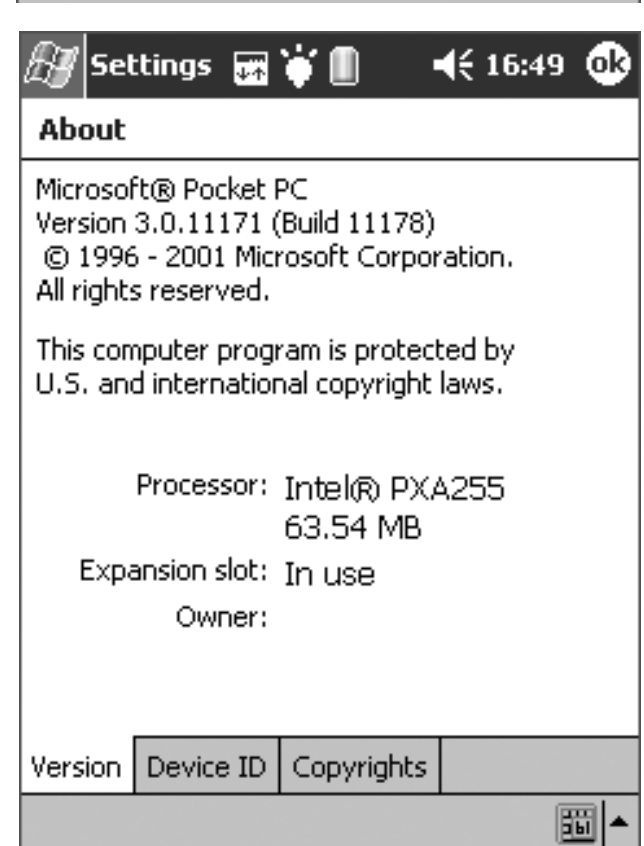 Settings 16:49 ok
About
Microsoft® Pocket PC
Version 3.0.11171 (Build 11178)
© 1996 - 2001 Microsoft Corporation.
All rights reserved.
This computer program is protected by
U.S. and international copyright laws.
Processor: Intel® PXA255
63.54 MB
Expansion slot: In use
Owner:
Version Device ID Copyrights